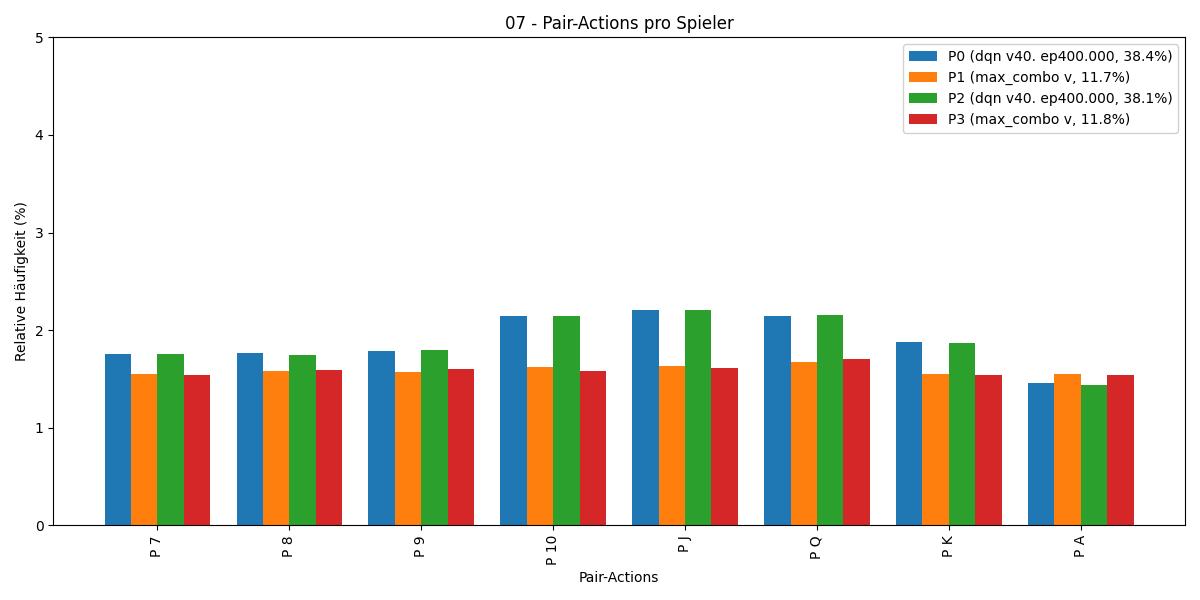 07 - Pair-Actions pro Spieler
P0 (dqn v40. ep400.000, 38.4%)
P1 (max_combo v, 11.7%)
P2 (dqn v40. ep400.000, 38.1%)
P3 (max_combo v, 11.8%)
Relative Häufigkeit (%)
5
4
3
2
1
0
P 7
P 8
P 9
P 10
P J
P Q
P K
P A
Pair-Actions